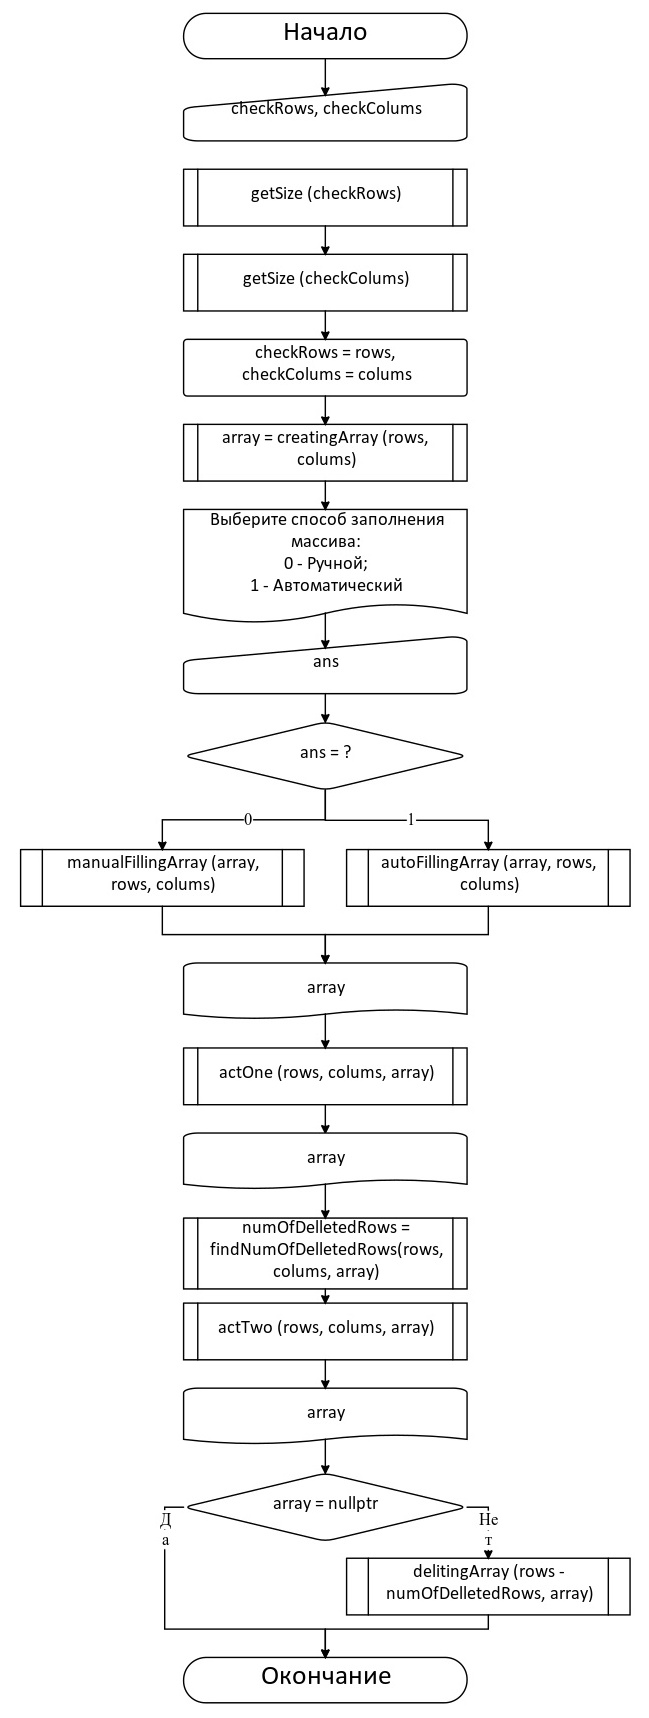 Начало
checkRows, checkColums
getSize (checkRows)
getSize (checkColums)
checkRows = rows,
checkColums = colums
array = creatingArray (rows,
colums)
Выберите способ заполнения
массива:
0 - Ручной;
1 - Автоматический
ans
ans = ?
0
1
manualFillingArray (array,
rows, colums)
autoFillingArray (array, rows,
colums)
array
actOne (rows, colums, array)
array
numOfDelletedRows =
findNumOfDelletedRows(rows,
colums, array)
actTwo (rows, colums, array)
array
array = nullptr
Д
а
Не
т
delitingArray (rows -
numOfDelletedRows, array)
Окончание